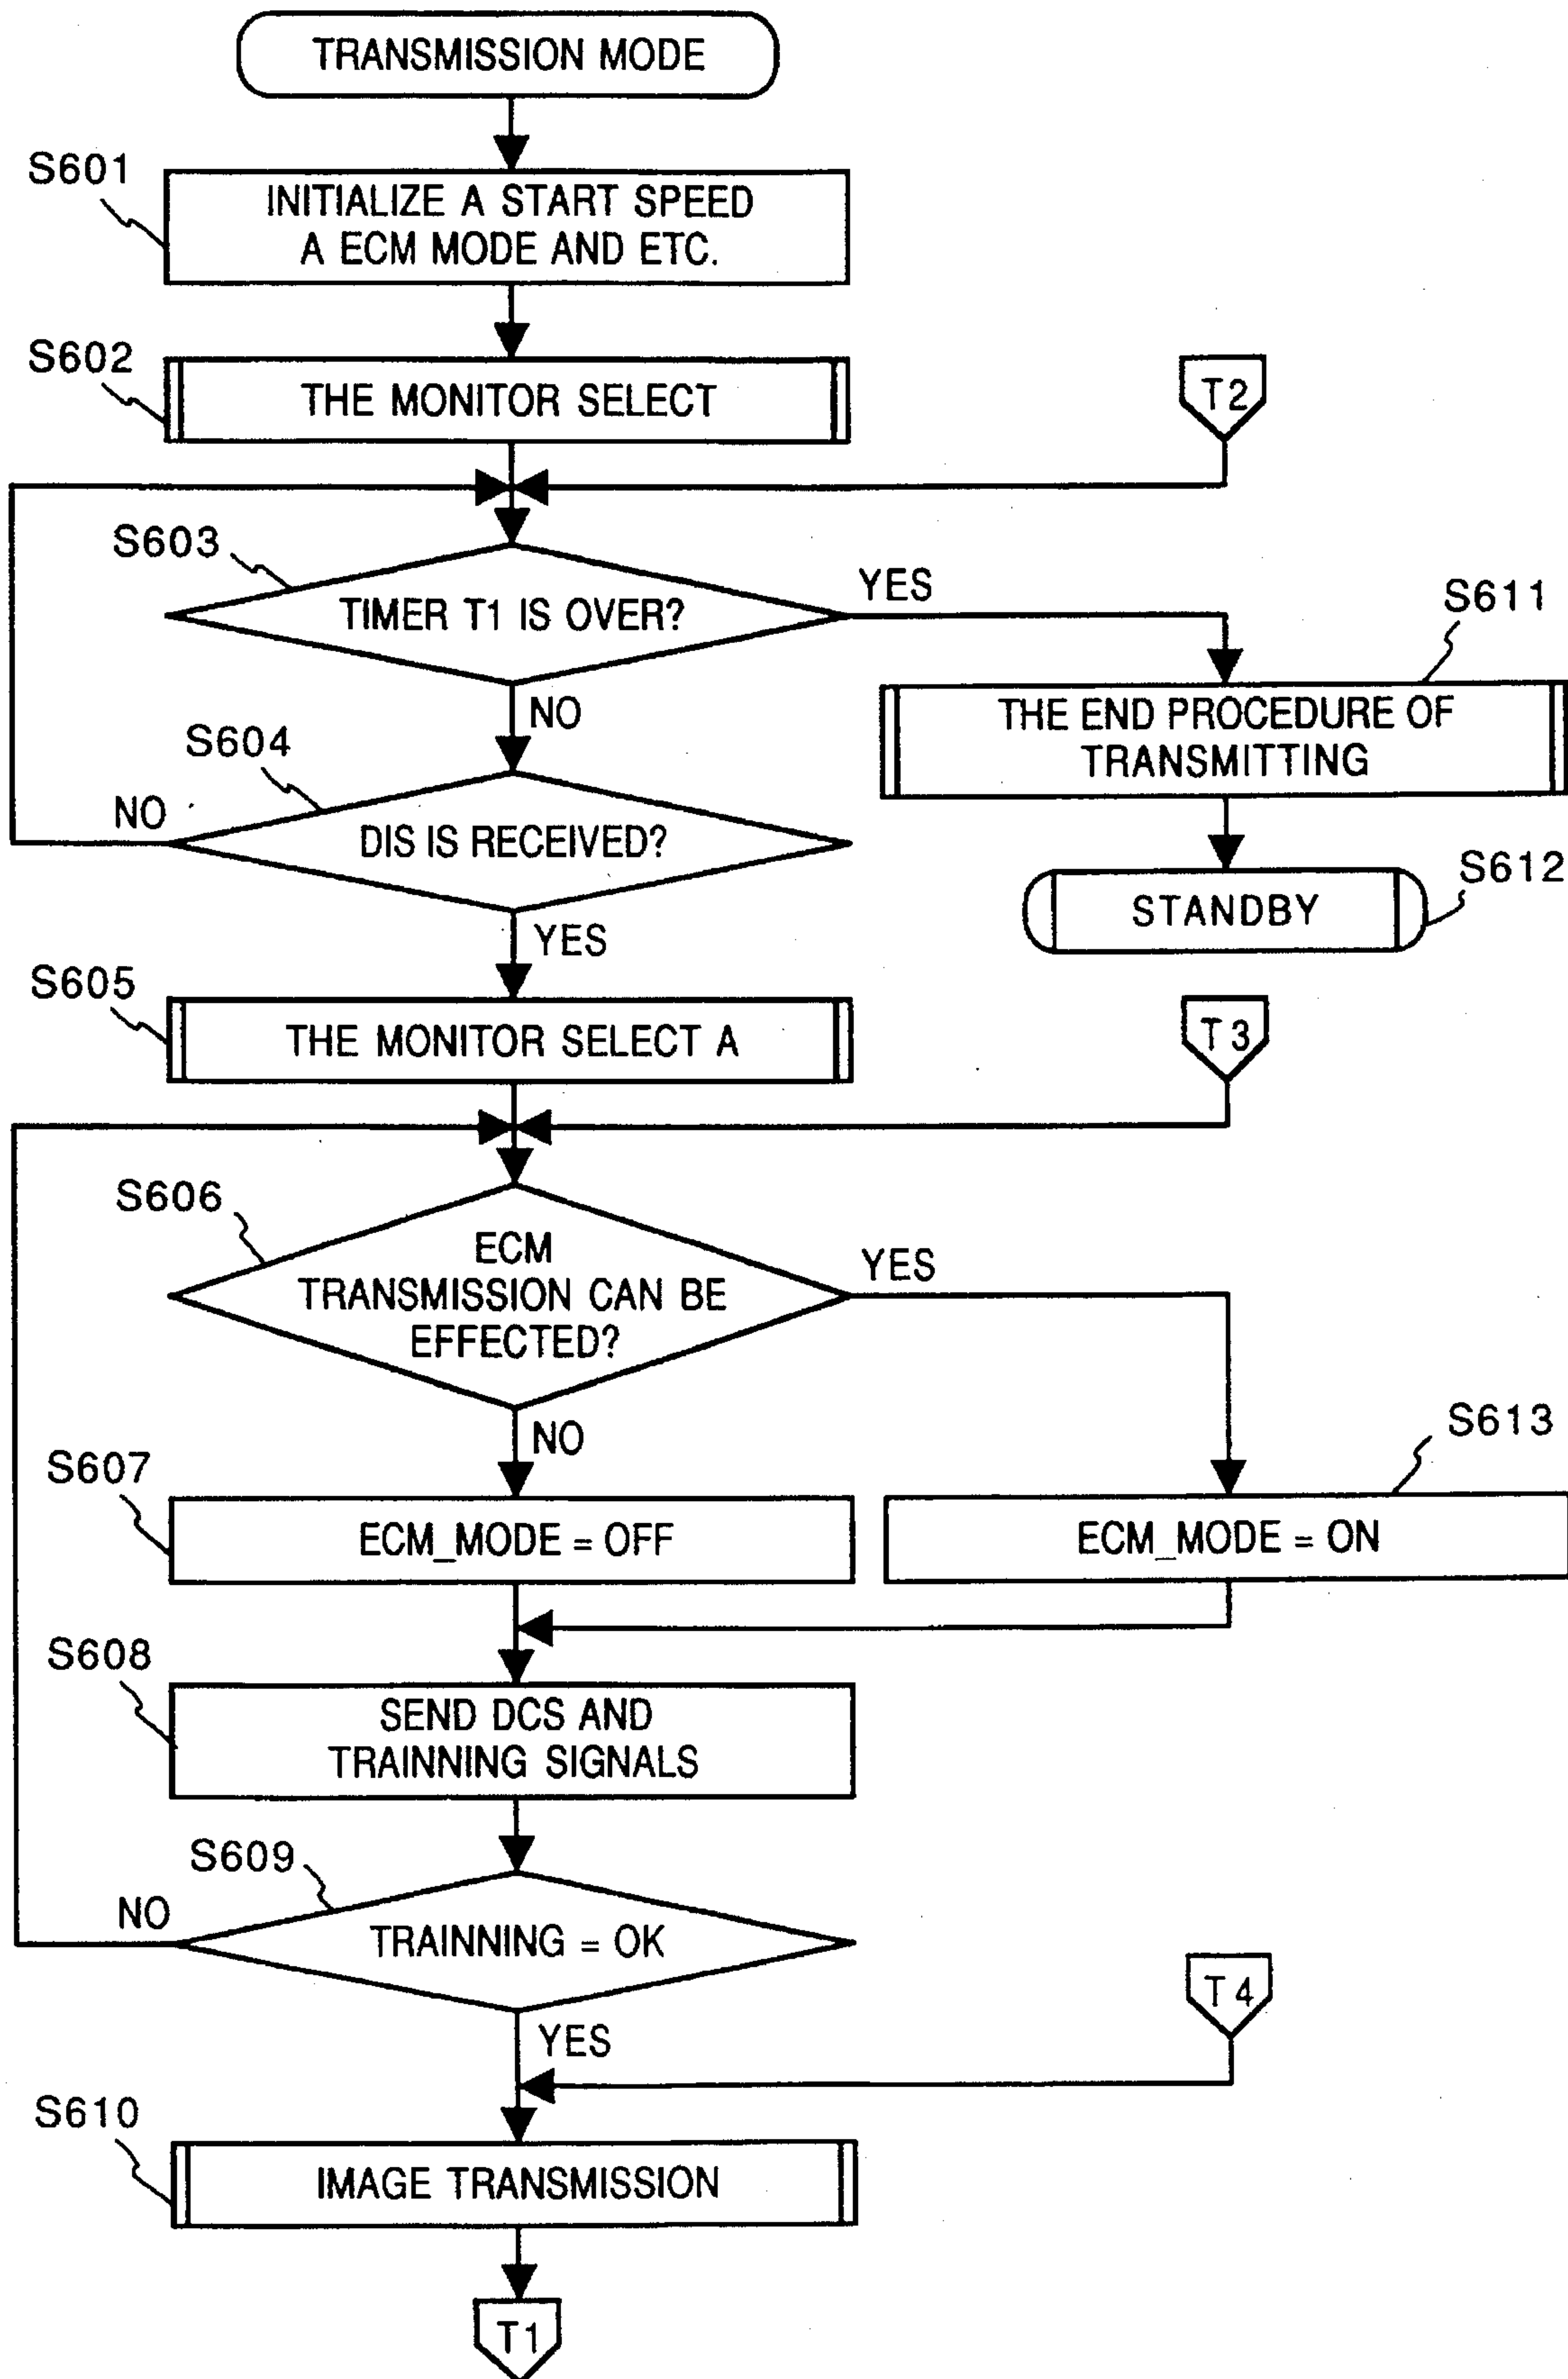 TRANSMISSION MODE
S601
INITIALIZE A START SPEED
A ECM MODE AND ETC.
S602
THE MONITOR SELECT
T2
S603
TIMER T1 IS OVER?
YES
NO
S611
THE END PROCEDURE OF
TRANSMITTING
S604
NO
DIS IS RECEIVED?
YES
S612
STANDBY
S605
THE MONITOR SELECT A
T3
S606
ECM
TRANSMISSION CAN BE
EFFECTED?
YES
NO
S607
ECM_MODE = OFF
S613
ECM_MODE = ON
S608
SEND DCS AND
TRAINNING SIGNALS
S609
NO
TRAINNING = OK
YES
T4
S610
IMAGE TRANSMISSION
T1